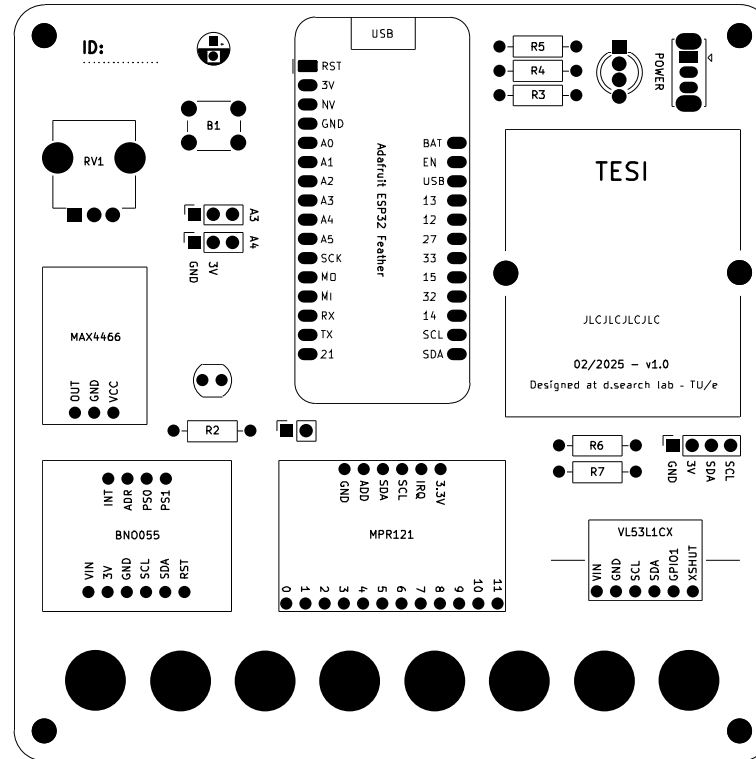 ID:
USB
R5
R4
R3
POWER
B1
RV1
RST
3V
NV
GND
A0
A1
A2
A3
A4
A5
SCK
MO
MI
RX
TX
21
Adafruit ESP32 Feather
BAT
EN
USB
13
12
27
33
15
32
14
SCL
SDA
A3
A4
GND
3V
TESI
JLCJLCJLCJLC
02/2025 – v1.0
Designed at d.search lab - TU/e
MAX4466
OUT
GND
VCC
R2
R6
R7
GND
3V
SDA
SCL
INT
ADR
PS0
PS1
BNO055
VIN
3V
GND
SCL
SDA
RST
GND
ADD
SDA
SCL
IRQ
3.3V
MPR121
0
1
2
3
4
5
6
7
8
9
10
11
VL53L1CX
VIN
GND
SCL
SDA
GPIO1
XSHUT